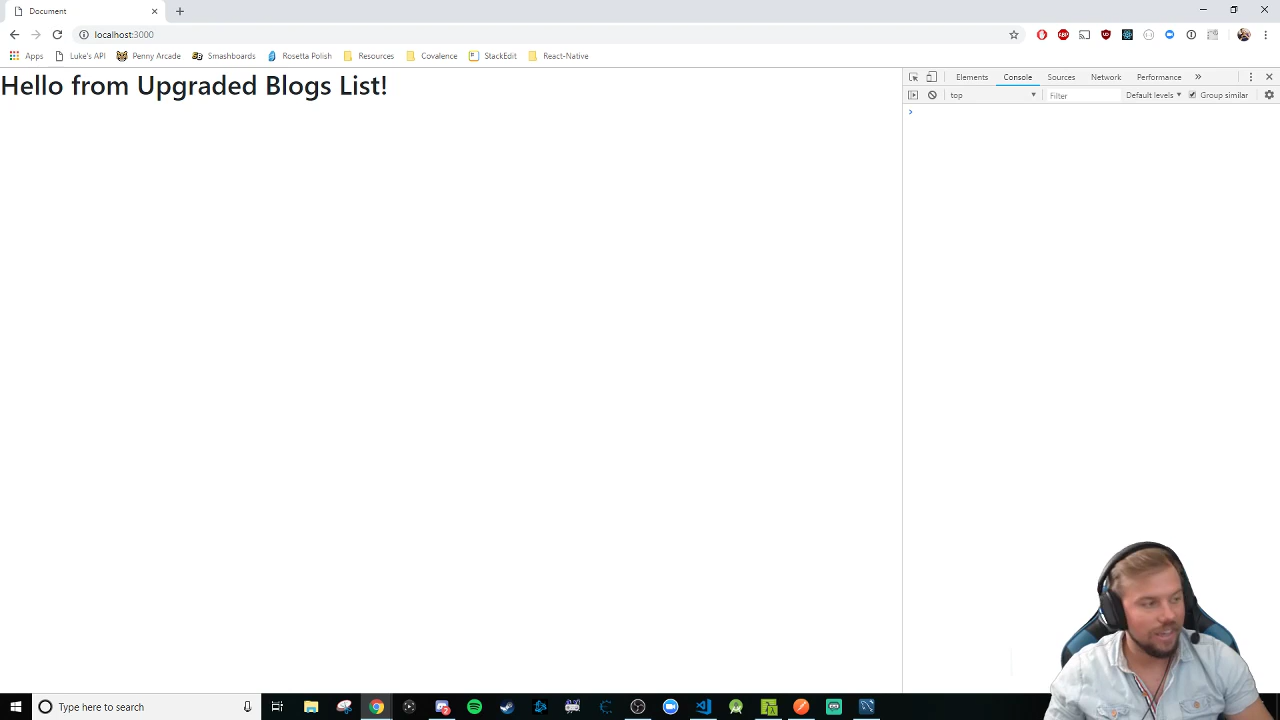 Document
localhost:3000
Apps Luke's API Penny Arcade Smashboards Rosetta Polish Resources Covalence StackEdit React-Native
Hello from Upgraded Blogs List!
Elements Console Sources Network Performance »
top Filter Default levels Group similar
Type here to search